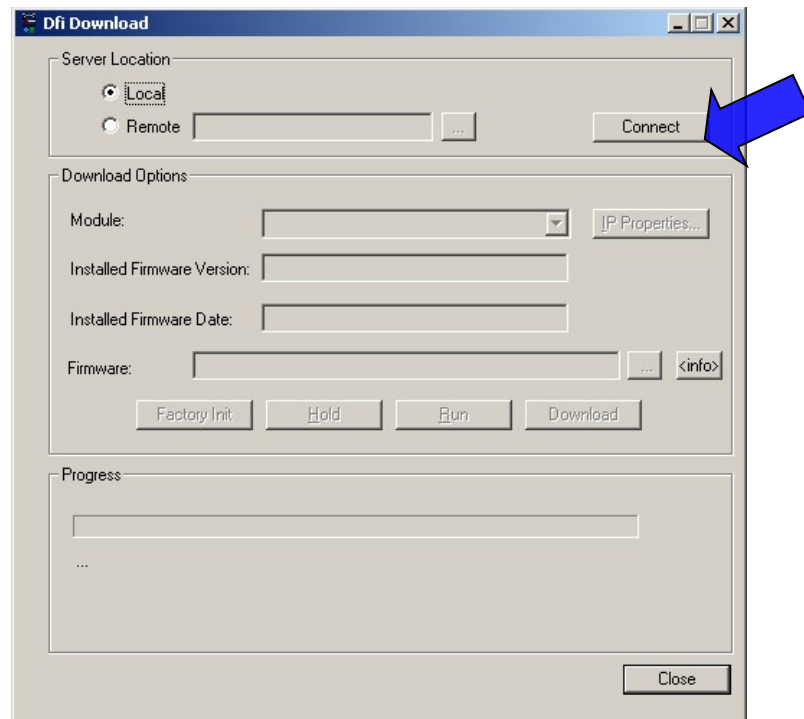 Dfi Download
Server Location
Local
Remote ... Connect
Download Options
Module: IP Properties...
Installed Firmware Version:
Installed Firmware Date:
Firmware: ... <info>
Factory Init Hold Run Download
Progress
...
Close